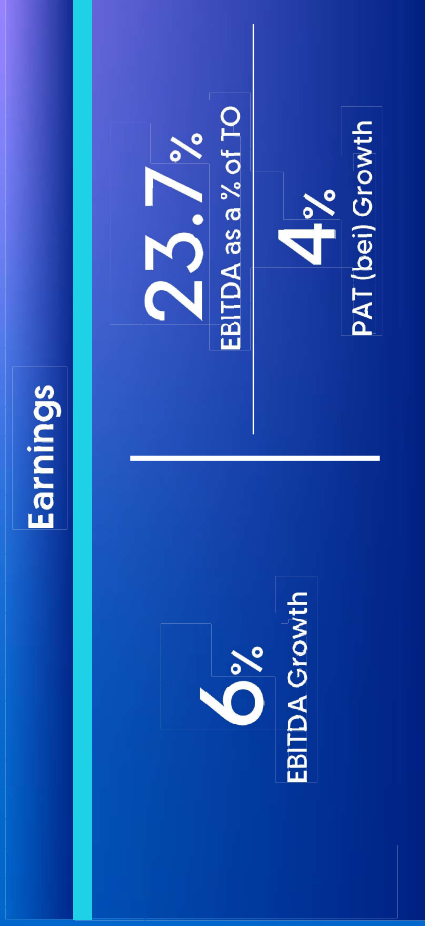 Earnings
6%
EBITDA Growth
23.7%
EBITDA as a % of TO
4%
PAT (bei) Growth